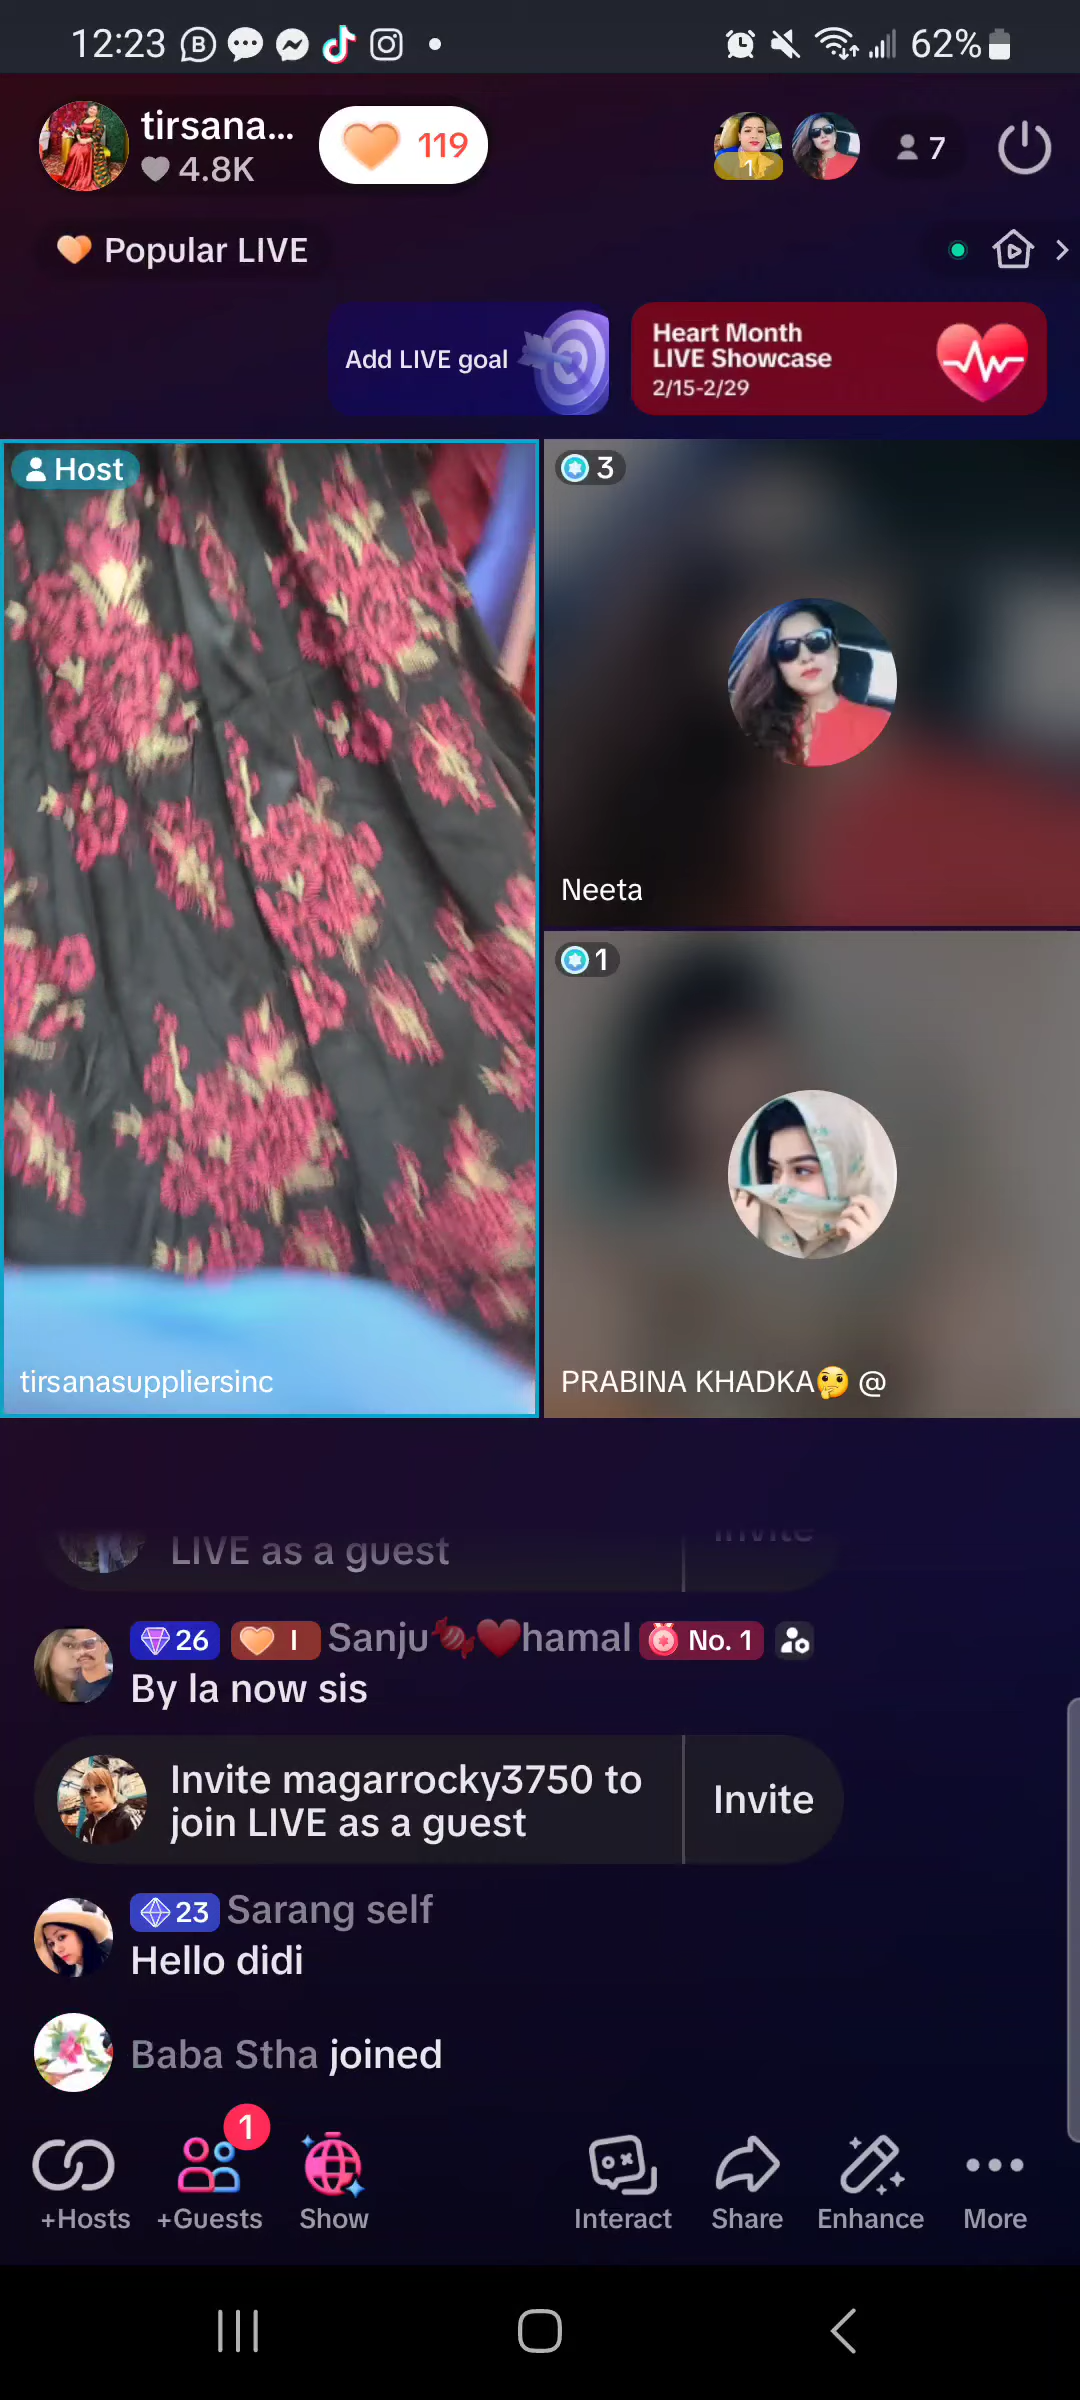 12:23
62%
tirsana...
4.8K
119
1
7
Popular LIVE
Add LIVE goal
Heart Month
LIVE Showcase
2/15-2/29
Host
3
Neeta
1
tirsanasuppliersinc
PRABINA KHADKA🤔 @
LIVE as a guest
Invite
26 I Sanju🍬❤️hamal No. 1
By la now sis
Invite magarrocky3750 to
join LIVE as a guest
Invite
23 Sarang self
Hello didi
Baba Stha joined
1
+Hosts
+Guests
Show
Interact
Share
Enhance
More